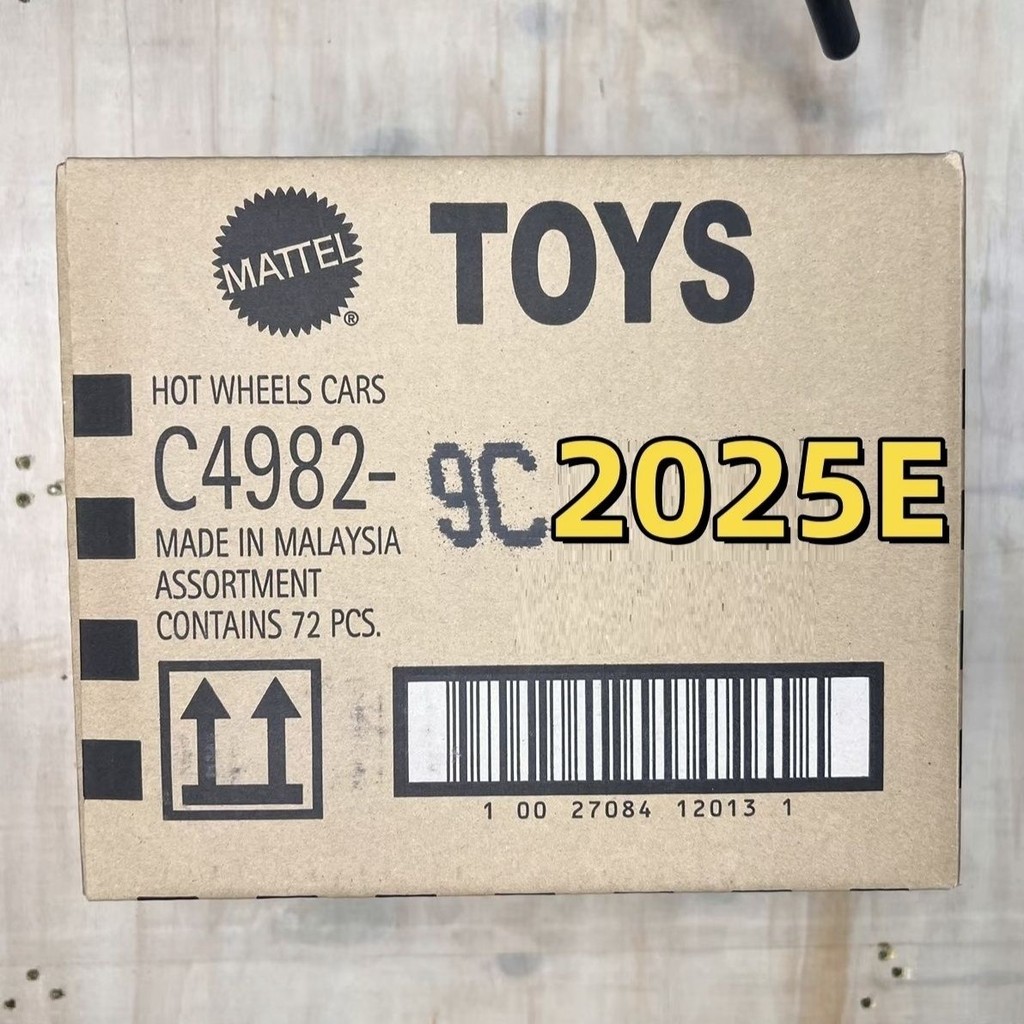 MATTEL ®
TOYS
HOT WHEELS CARS
C4982- 9C 2025E
MADE IN MALAYSIA
ASSORTMENT
CONTAINS 72 PCS.
1 00 27084 12013 1